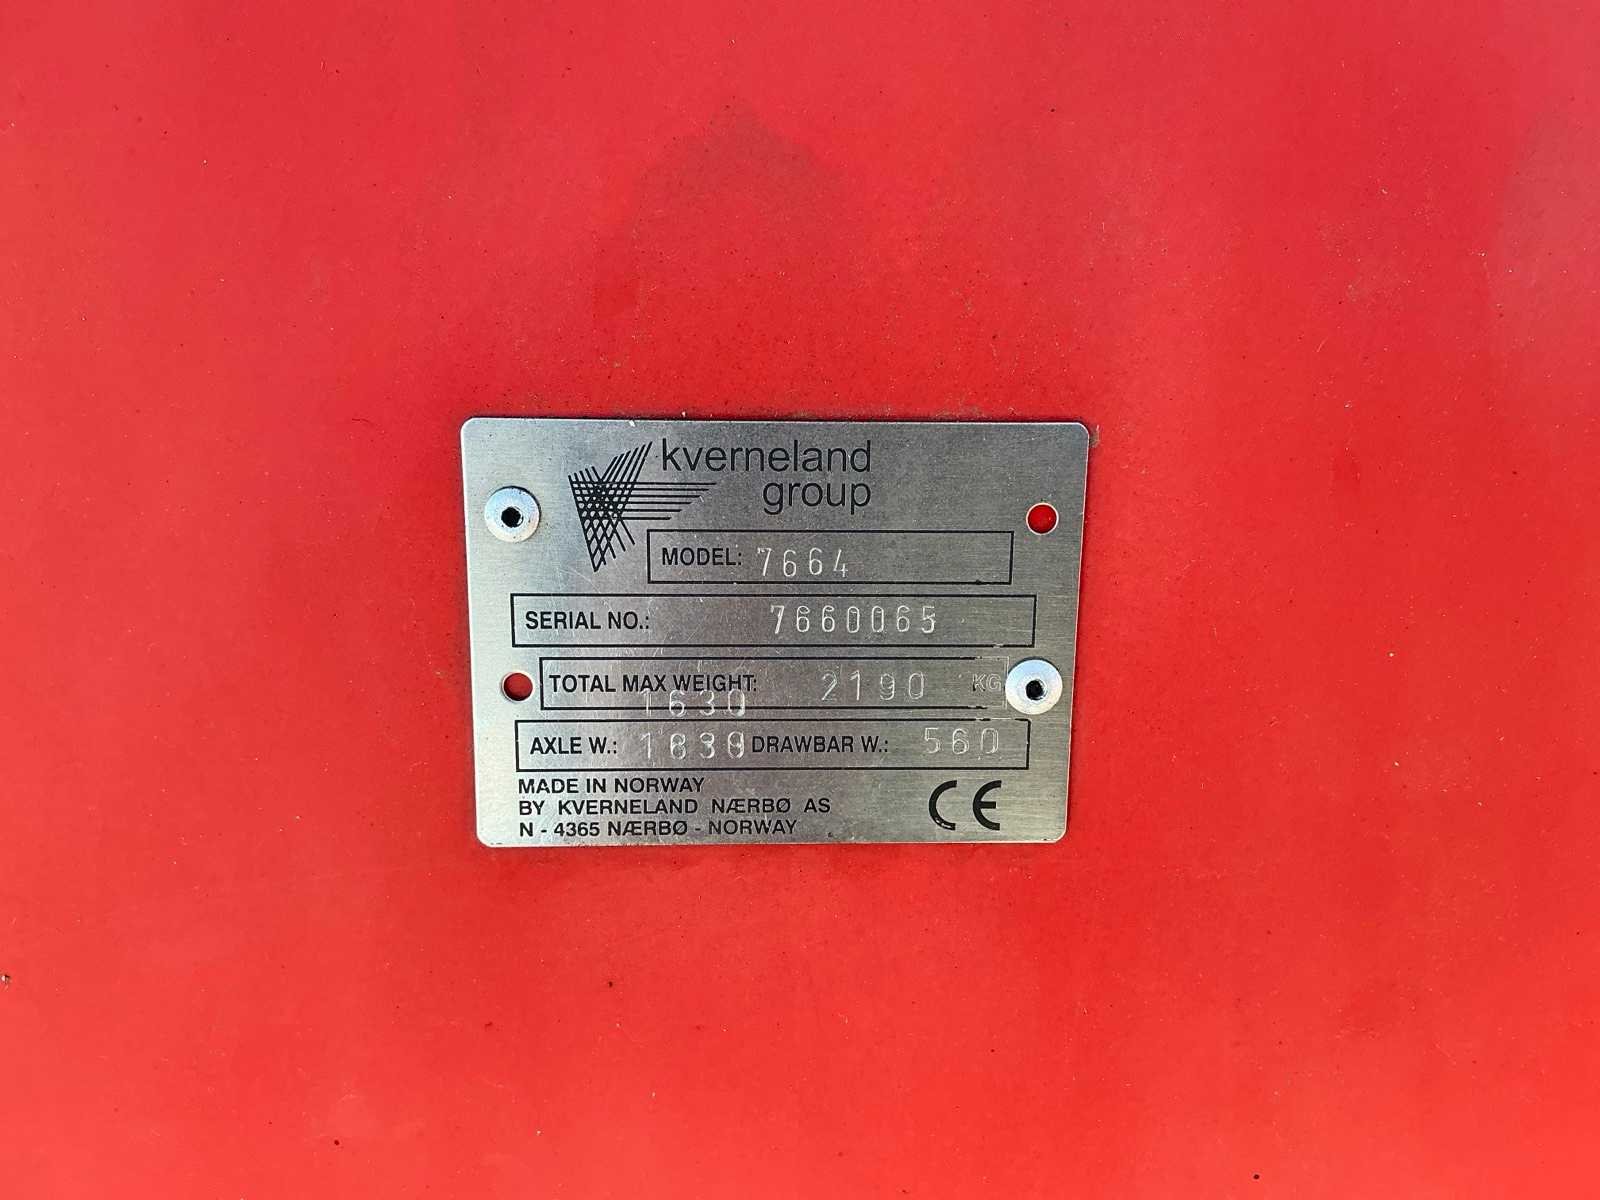 kverneland
group
MODEL: 7664
SERIAL NO.: 7660065
TOTAL MAX WEIGHT: 2190 KG
1630
AXLE W.: DRAWBAR W.: 560
MADE IN NORWAY
BY KVERNELAND NÆRBØ AS
N - 4365 NÆRBØ - NORWAY
CE